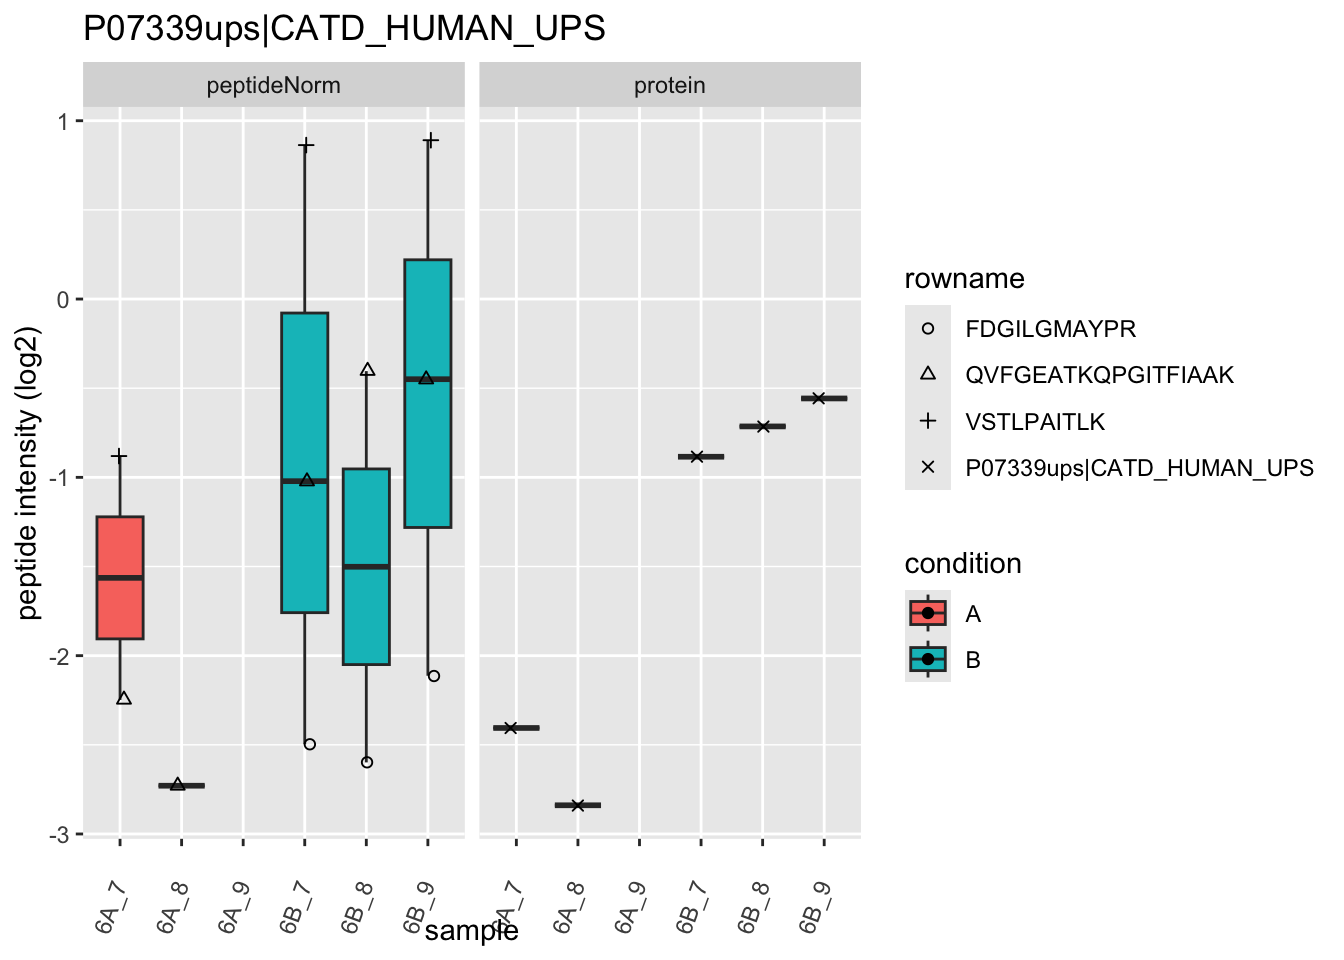 P07339ups|CATD_HUMAN_UPS
peptideNorm
protein
peptide intensity (log2)
1
0
-1
-2
-3
6A_7
6A_8
6A_9
6B_7
6B_8
6B_9
6A_7
6A_8
6A_9
6B_7
6B_8
6B_9
sample
rowname
FDGILGMAYPR
QVFGEATKQPGITFIAAK
VSTLPAITLK
P07339ups|CATD_HUMAN_UPS
condition
A
B